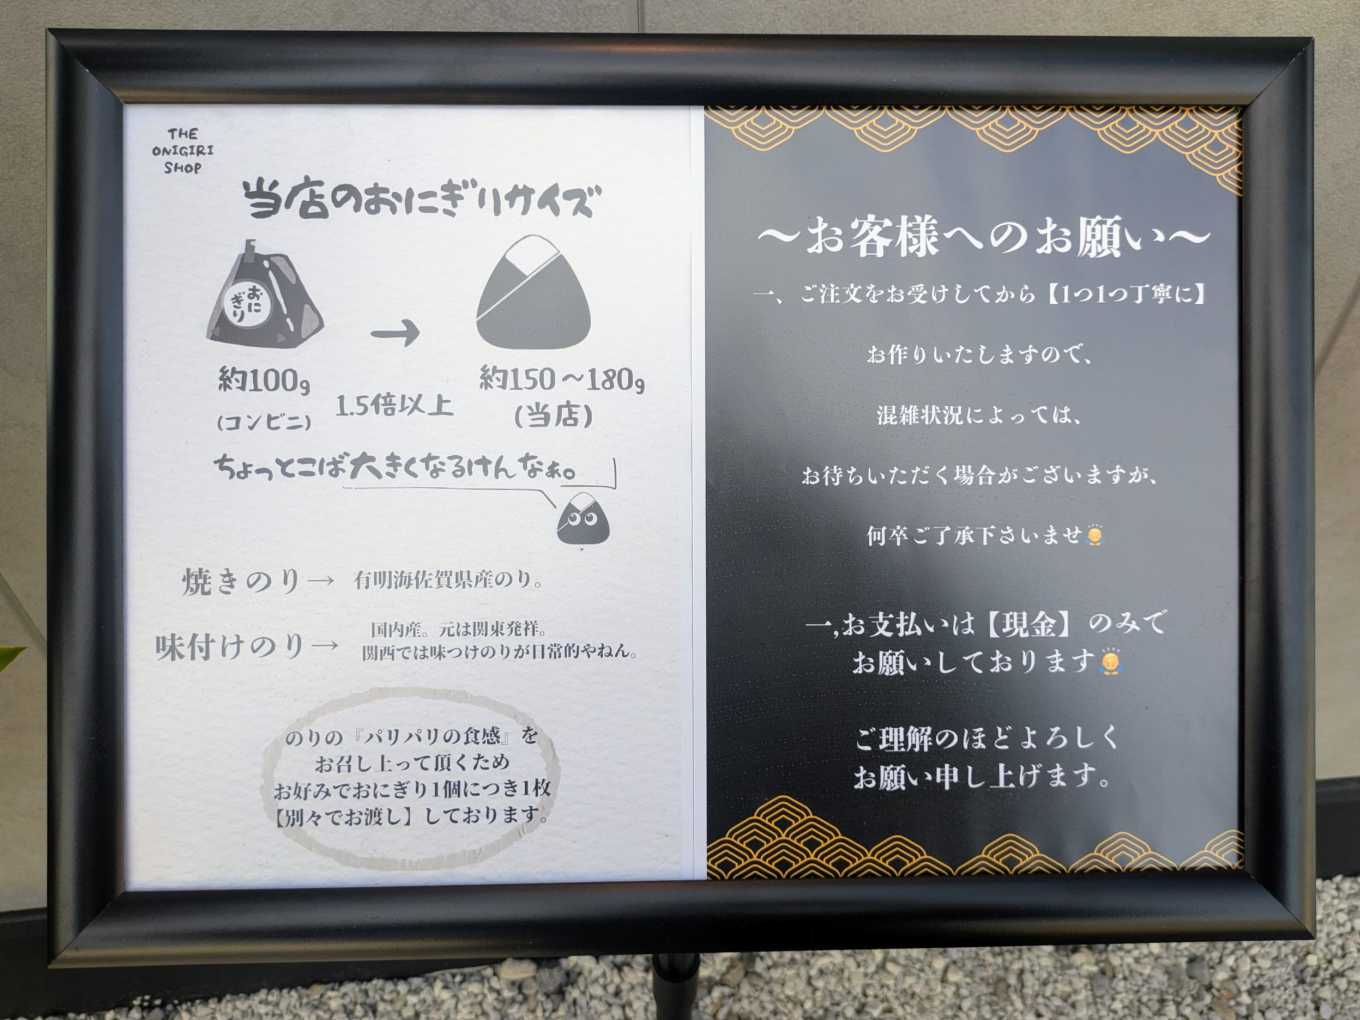 THE
ONIGIRI
SHOP
当店のおにぎりサイズ
おに
ぎり
約100g
(コンビニ)
→
1.5倍以上
約150〜180g
(当店)
ちょっとこば大きくなるけんなぁ。
焼きのり→ 有明海佐賀県産のり。
味付けのり→ 国内産。元は関東発祥。
関西では味つけのりが日常的やねん。
のりの『パリパリの食感』を
お召し上って頂くため
お好みでおにぎり1個につき1枚
【別々でお渡し】しております。
〜お客様へのお願い〜
一、ご注文をお受けしてから【1つ1つ丁寧に】
お作りいたしますので、
混雑状況によっては、
お待ちいただく場合がございますが、
何卒ご了承下さいませ🙇
一,お支払いは【現金】のみで
お願いしております🙇
ご理解のほどよろしく
お願い申し上げます。